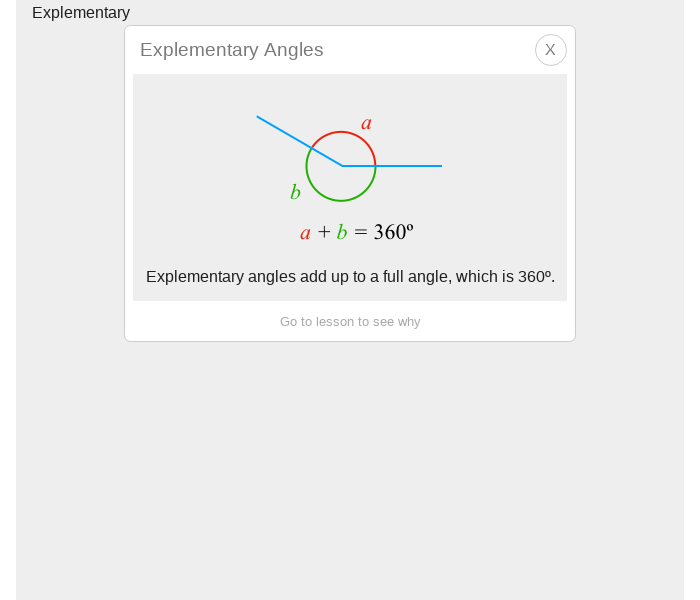 Explementary
Explementary Angles
X
a
b
a + b = 360º
Explementary angles add up to a full angle, which is 360º.
Go to lesson to see why